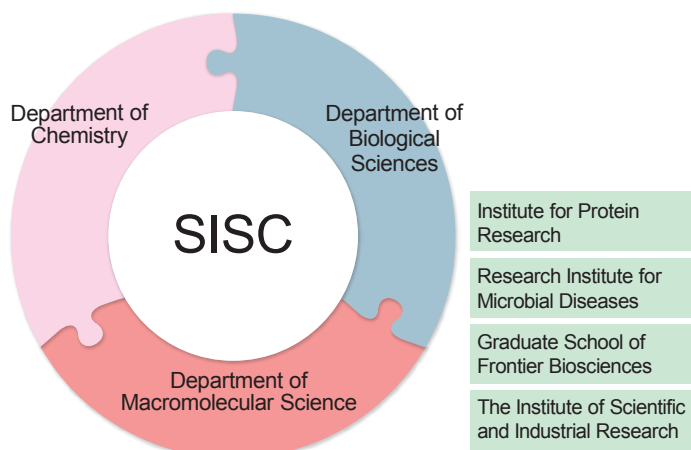 Department of
Chemistry
Department of
Biological
Sciences
SISC
Department of
Macromolecular Science
Institute for Protein
Research
Research Institute for
Microbial Diseases
Graduate School of
Frontier Biosciences
The Institute of Scientific
and Industrial Research